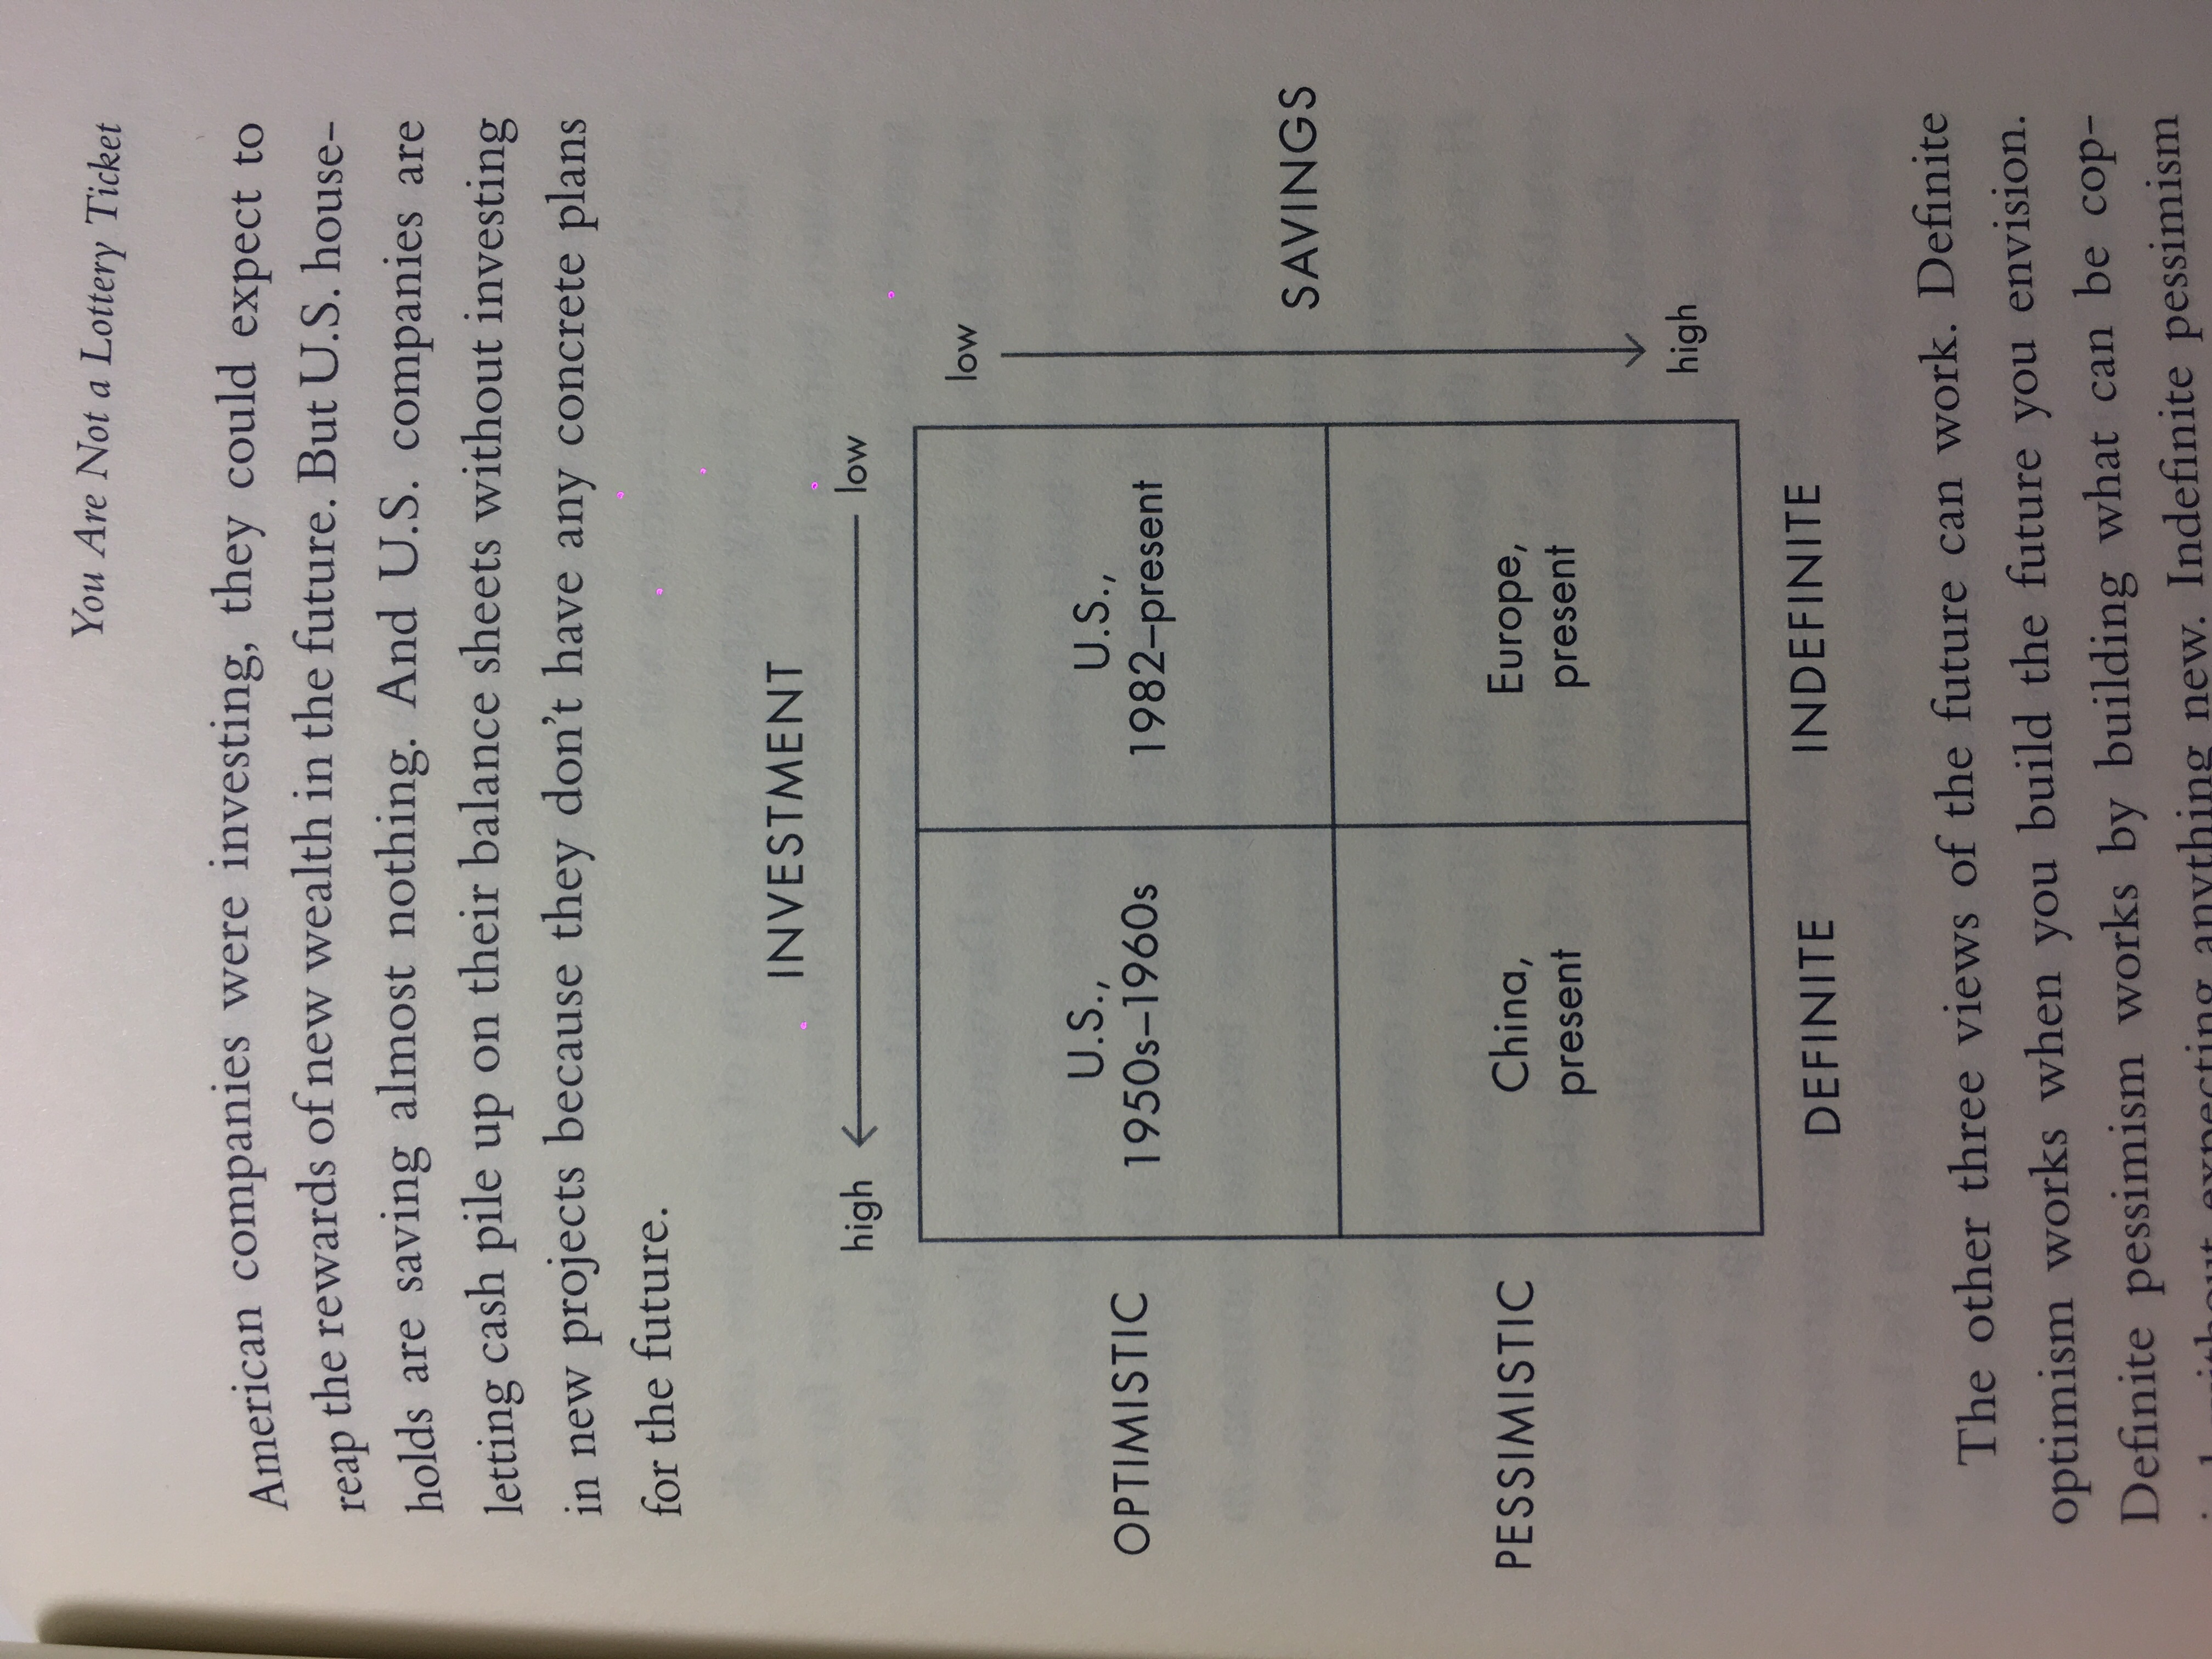 You Are Not a Lottery Ticket
American companies were investing, they could expect to
reap the rewards of new wealth in the future. But U.S. house-
holds are saving almost nothing. And U.S. companies are
letting cash pile up on their balance sheets without investing
in new projects because they don't have any concrete plans
for the future.
INVESTMENT
high low
low
U.S., U.S.,
OPTIMISTIC 1950s–1960s 1982–present
SAVINGS
China, Europe,
PESSIMISTIC present present
high
DEFINITE INDEFINITE
The other three views of the future can work. Definite
optimism works when you build the future you envision.
Definite pessimism works by building what can be cop-
without expecting anything new. Indefinite pessimism